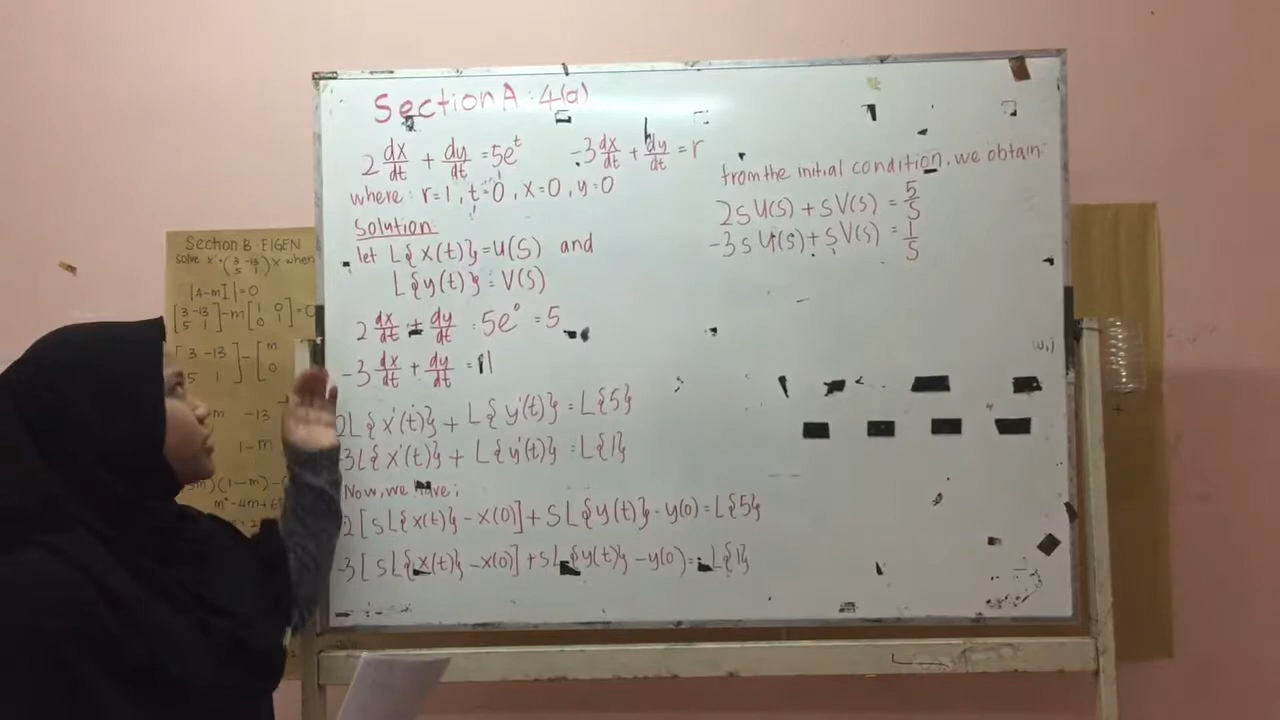 Section A : 4(a)
2 dx/dt + dy/dt = 5e^t    -3 dx/dt + dy/dt = r
where : r=1, t=0, x=0, y=0
Solution
let L{x(t)} = U(S) and
L{y(t)} = V(S)
2 dx/dt + dy/dt = 5e^0 = 5
-3 dx/dt + dy/dt = 1
2L{x'(t)} + L{y'(t)} = L{5}
-3L{x'(t)} + L{y'(t)} = L{1}
Now, we have;
2[sL{x(t)} - x(0)] + sL{y(t)} - y(0) = L{5}
-3[sL{x(t)} - x(0)] + sL{y(t)} - y(0) = L{1}
from the initial condition, we obtain:
2sU(s) + sV(s) = 5/s
-3sU(s) + sV(s) = 1/s
Section B EIGEN
solve x' = (3 -13 5 1) x when
|A-mI| = 0
[3 -13 5 1] - m [1 0 0 1] = 0
[3 -13 5 1] - [m 0
m -13
1-m
(1-m) -